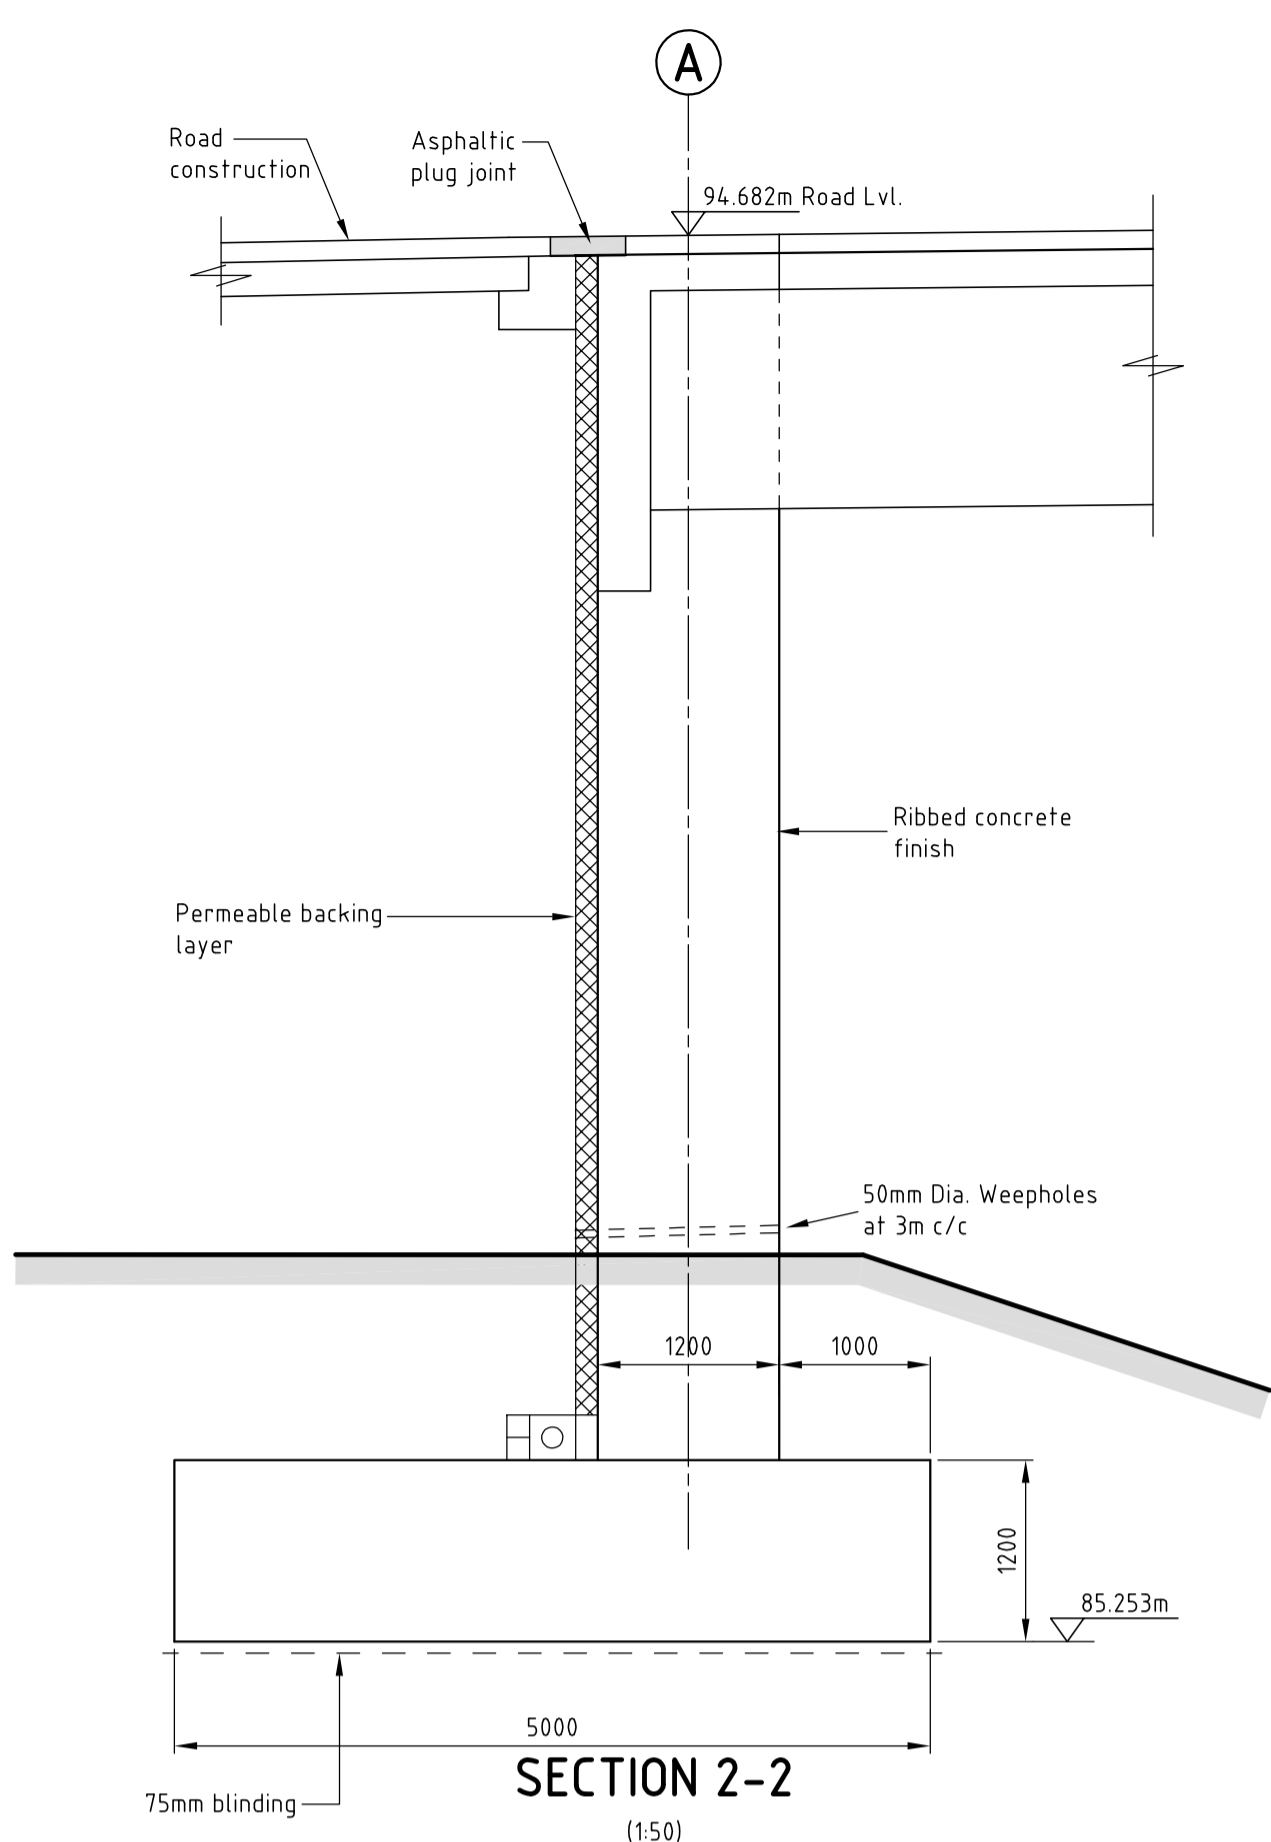 A
Road
construction
Asphaltic
plug joint
94.682m Road Lvl.
Ribbed concrete
finish
Permeable backing
layer
50mm Dia. Weepholes
at 3m c/c
1200
1000
1200
85.253m
5000
SECTION 2-2
75mm blinding
(1:50)